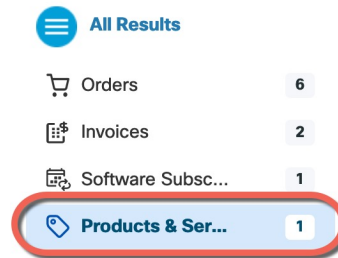 All Results
Orders 6
Invoices 2
Software Subsc... 1
Products & Ser... 1